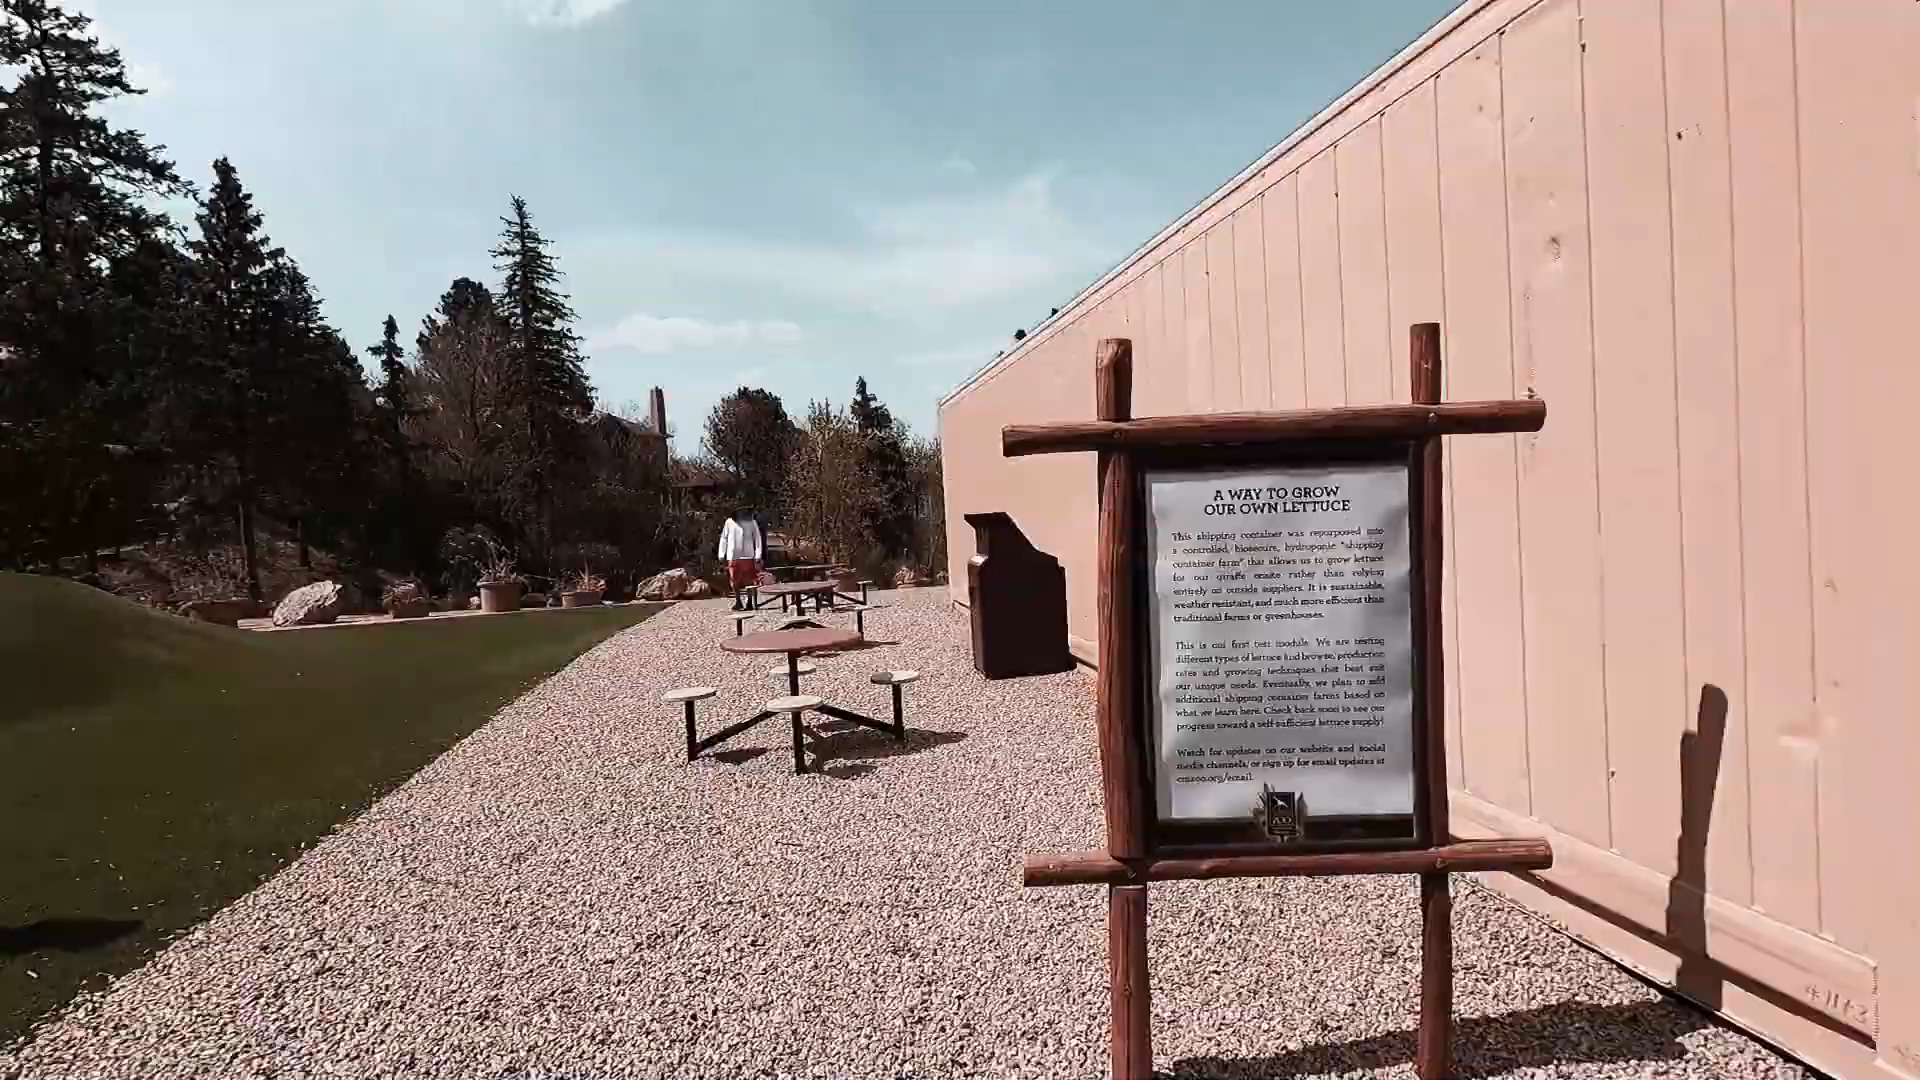 A WAY TO GROW
OUR OWN LETTUCE
This shipping container was repurposed into
a controlled, biosecure, hydroponic "shipping
container farm" that allows us to grow lettuce
for our giraffe onsite rather than relying
entirely on outside suppliers. It is sustainable,
weather resistant, and much more efficient than
traditional farms or greenhouses.
This is our first test module. We are testing
different types of lettuce and browse, production
rates and growing techniques that best suit
our unique needs. Eventually, we plan to add
additional shipping container farms based on
what we learn here. Check back soon to see our
progress toward a self-sufficient lettuce supply!
Watch for updates on our website and social
media channels, or sign up for email updates at
cmzoo.org/email.
ZOO